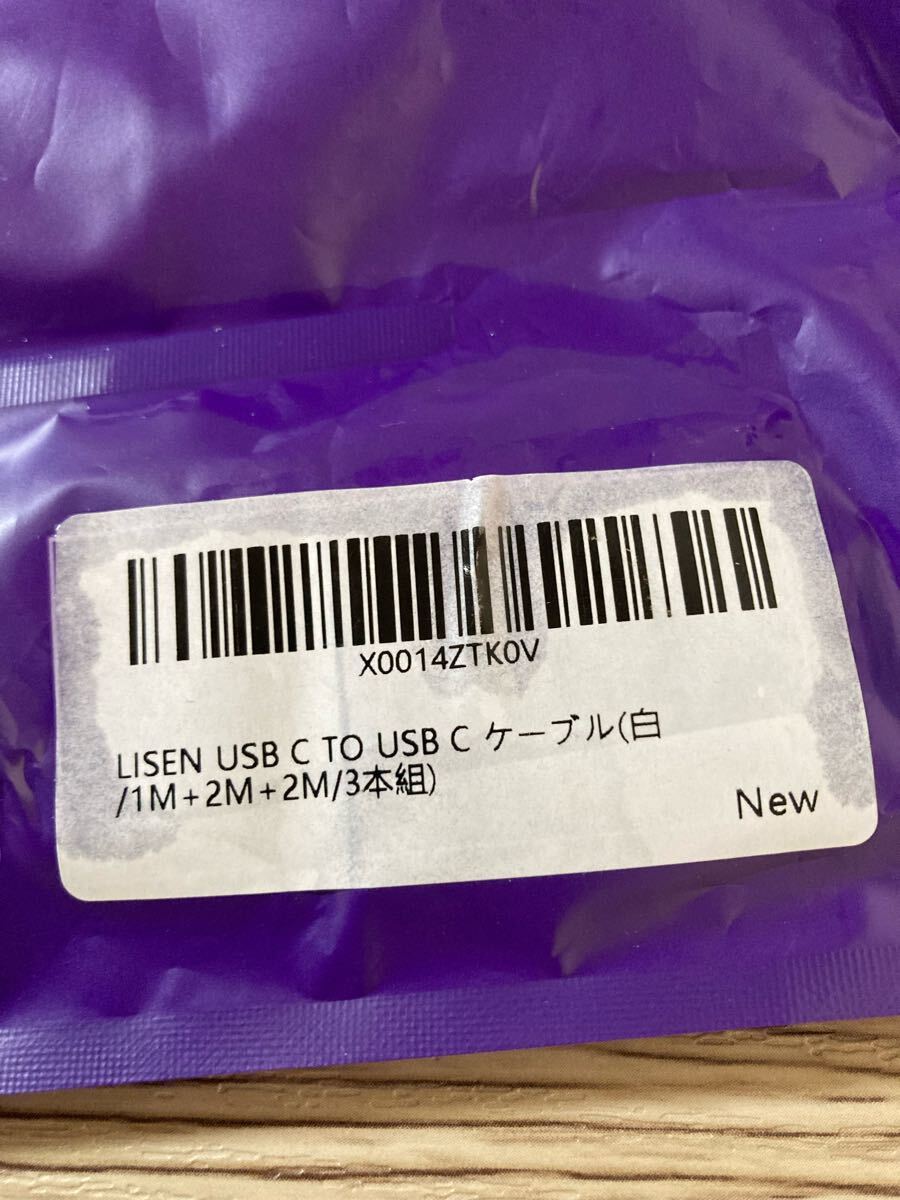 X0014ZTK0V
LISEN USB C TO USB C ケーブル(白
/1M+2M+2M/3本組)
New